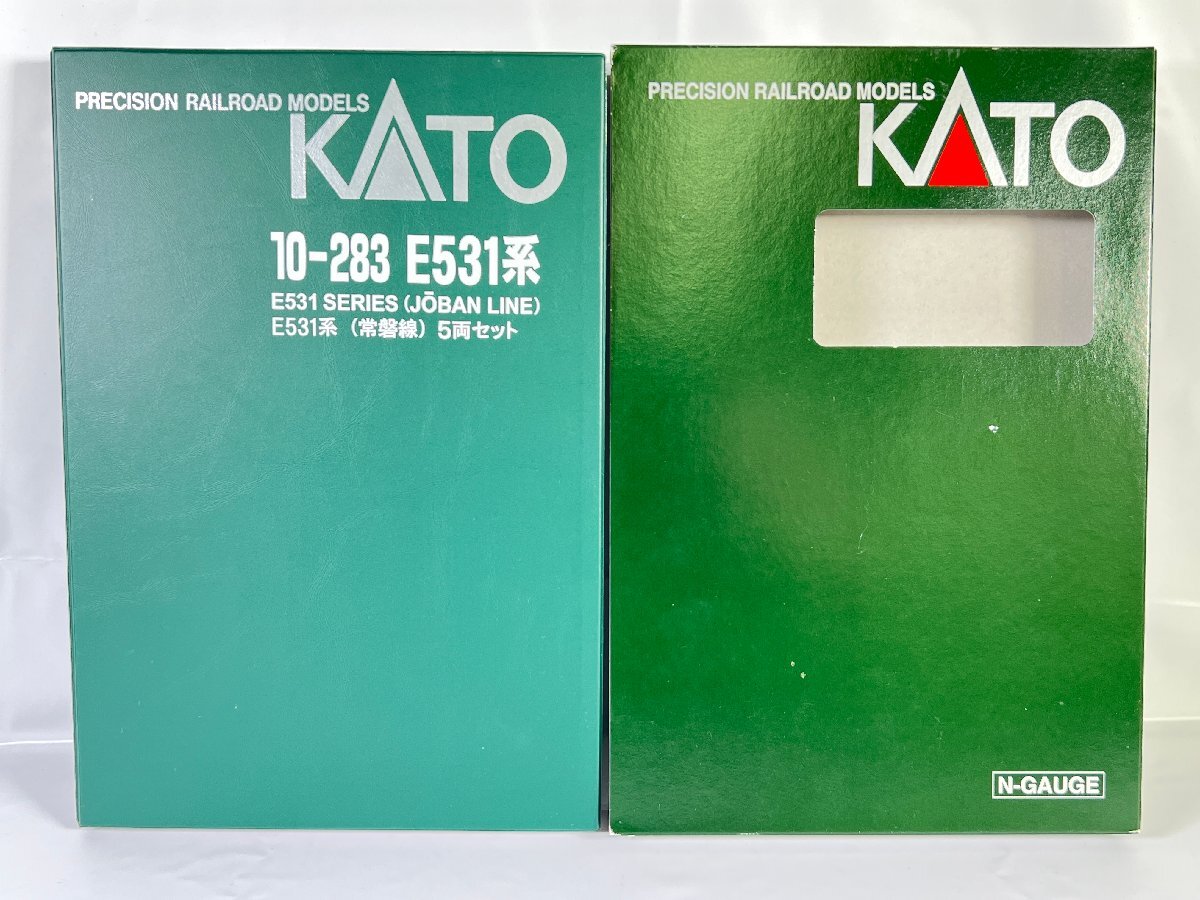 PRECISION RAILROAD MODELS
KATO
10-283 E531系
E531 SERIES (JŌBAN LINE)
E531系 (常磐線) 5両セット
PRECISION RAILROAD MODELS
KATO
N-GAUGE